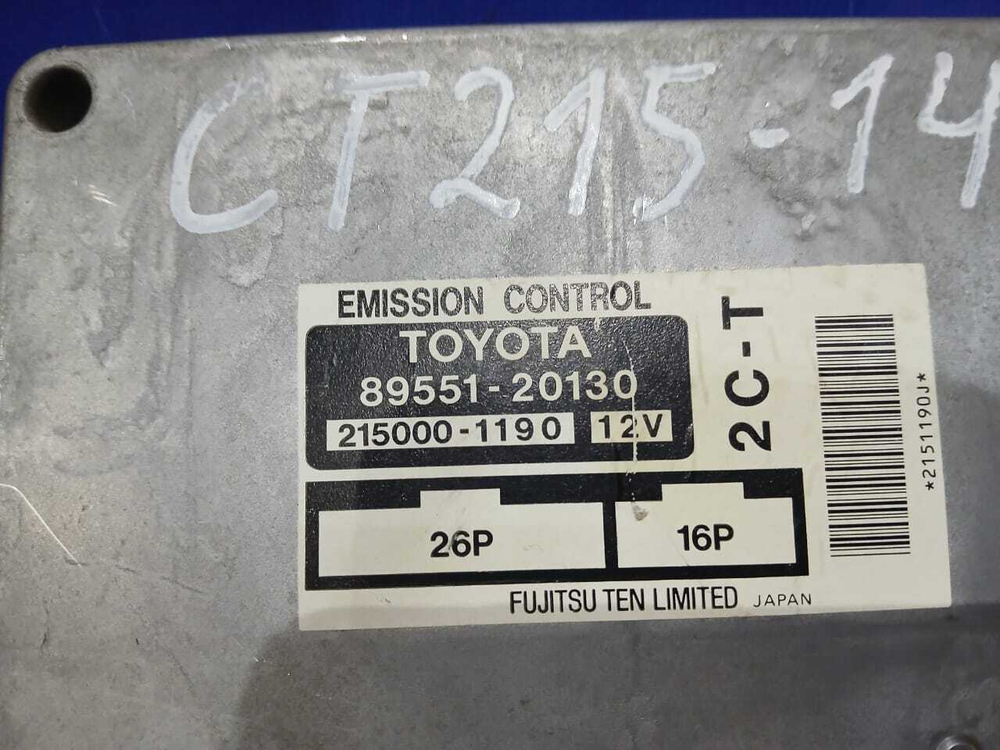 CT215-14
EMISSION CONTROL
TOYOTA
89551-20130
215000-1190 12V
2C-T
26P
16P
FUJITSU TEN LIMITED JAPAN
*2151190J*